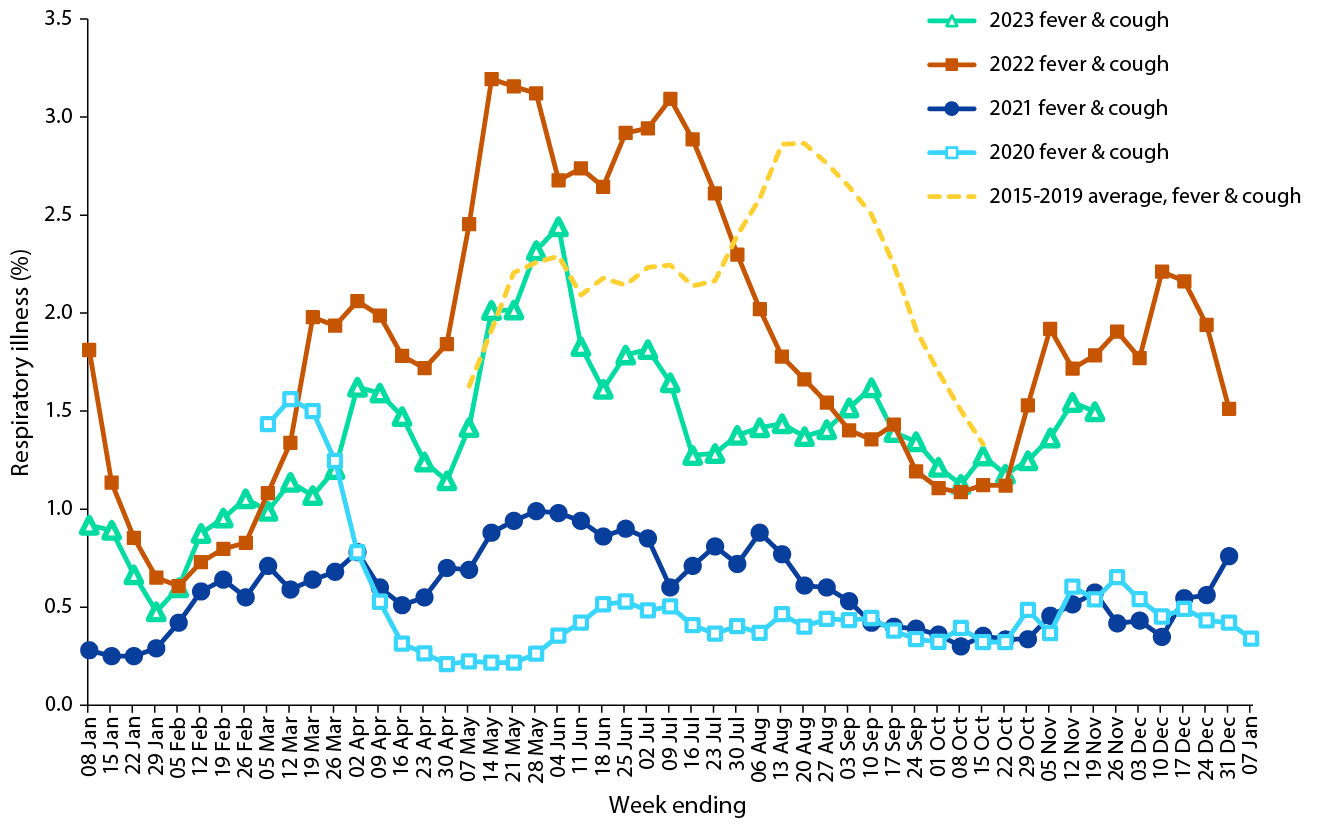 3.5
3.0
2.5
2.0
1.5
1.0
0.5
0.0
Respiratory illness (%)
2023 fever & cough
2022 fever & cough
2021 fever & cough
2020 fever & cough
2015-2019 average, fever & cough
08 Jan
15 Jan
22 Jan
29 Jan
05 Feb
12 Feb
19 Feb
26 Feb
05 Mar
12 Mar
19 Mar
26 Mar
02 Apr
09 Apr
16 Apr
23 Apr
30 Apr
07 May
14 May
21 May
28 May
04 Jun
11 Jun
18 Jun
25 Jun
02 Jul
09 Jul
16 Jul
23 Jul
30 Jul
06 Aug
13 Aug
20 Aug
27 Aug
03 Sep
10 Sep
17 Sep
24 Sep
01 Oct
08 Oct
15 Oct
22 Oct
29 Oct
05 Nov
12 Nov
19 Nov
26 Nov
03 Dec
10 Dec
17 Dec
24 Dec
31 Dec
07 Jan
Week ending